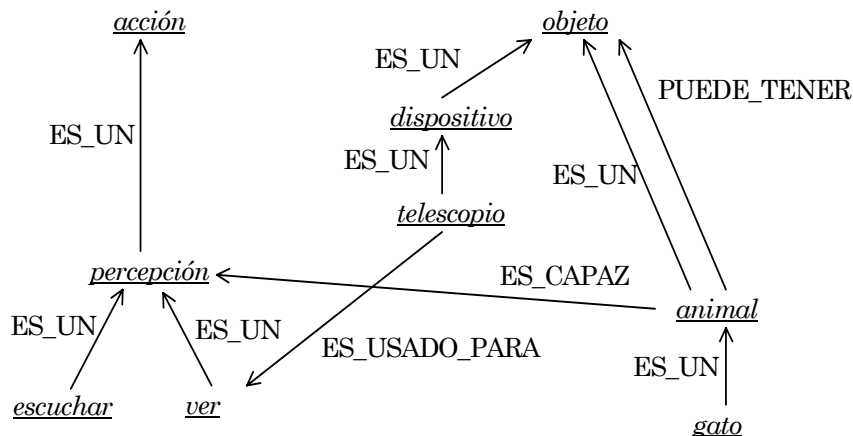 acción
objeto
ES_UN
PUEDE_TENER
dispositivo
ES_UN
ES_UN
ES_UN
telescopio
percepción
ES_CAPAZ
animal
ES_UN
ES_UN
ES_USADO_PARA
ES_UN
escuchar
ver
gato